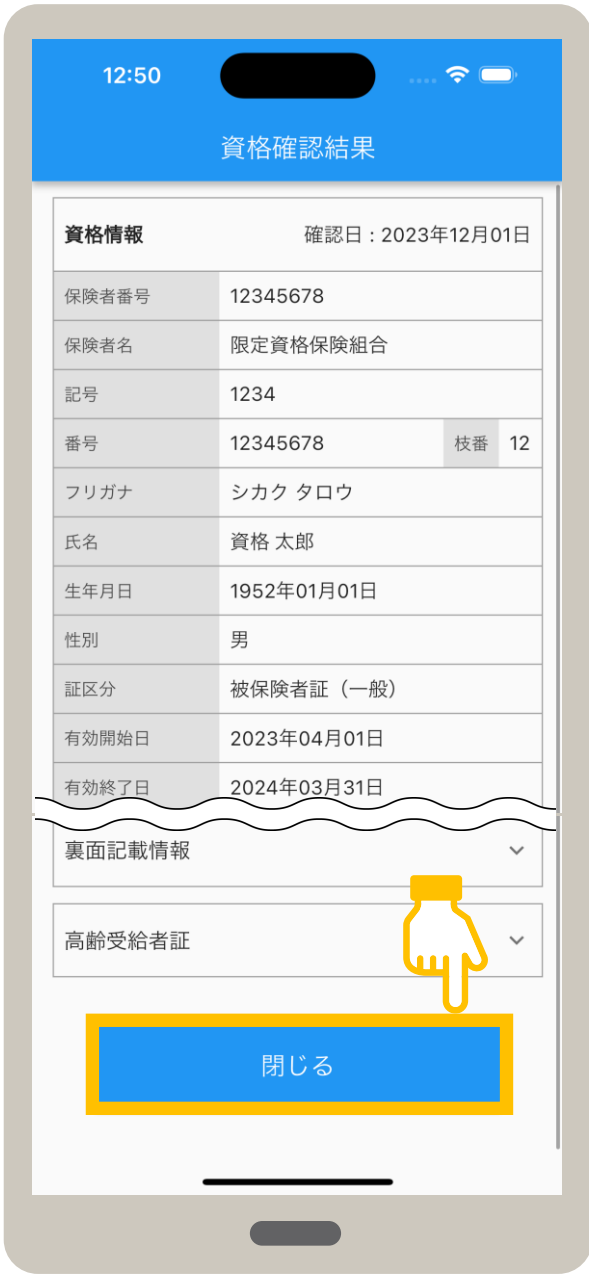 12:50
資格確認結果
資格情報 確認日：2023年12月01日
保険者番号 12345678
保険者名 限定資格保険組合
記号 1234
番号 12345678 枝番 12
フリガナ シカク タロウ
氏名 資格 太郎
生年月日 1952年01月01日
性別 男
証区分 被保険者証（一般）
有効開始日 2023年04月01日
有効終了日 2024年03月31日
裏面記載情報
高齢受給者証
閉じる